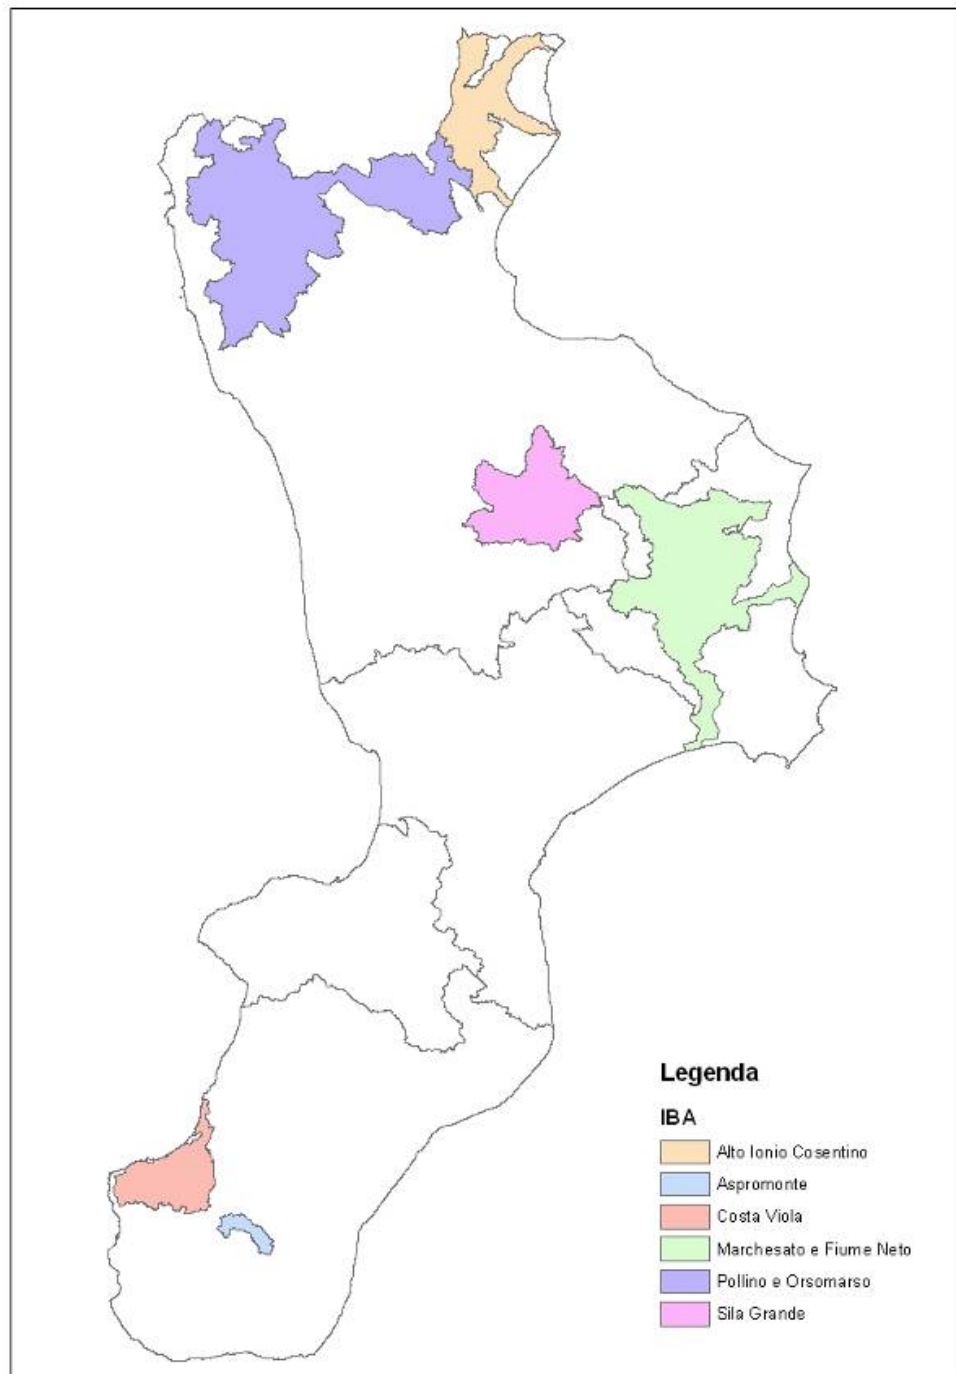 Legenda
IBA
Alto Ionio Cosentino
Aspromonte
Costa Viola
Marchesato e Fiume Neto
Pollino e Orsomarso
Sila Grande